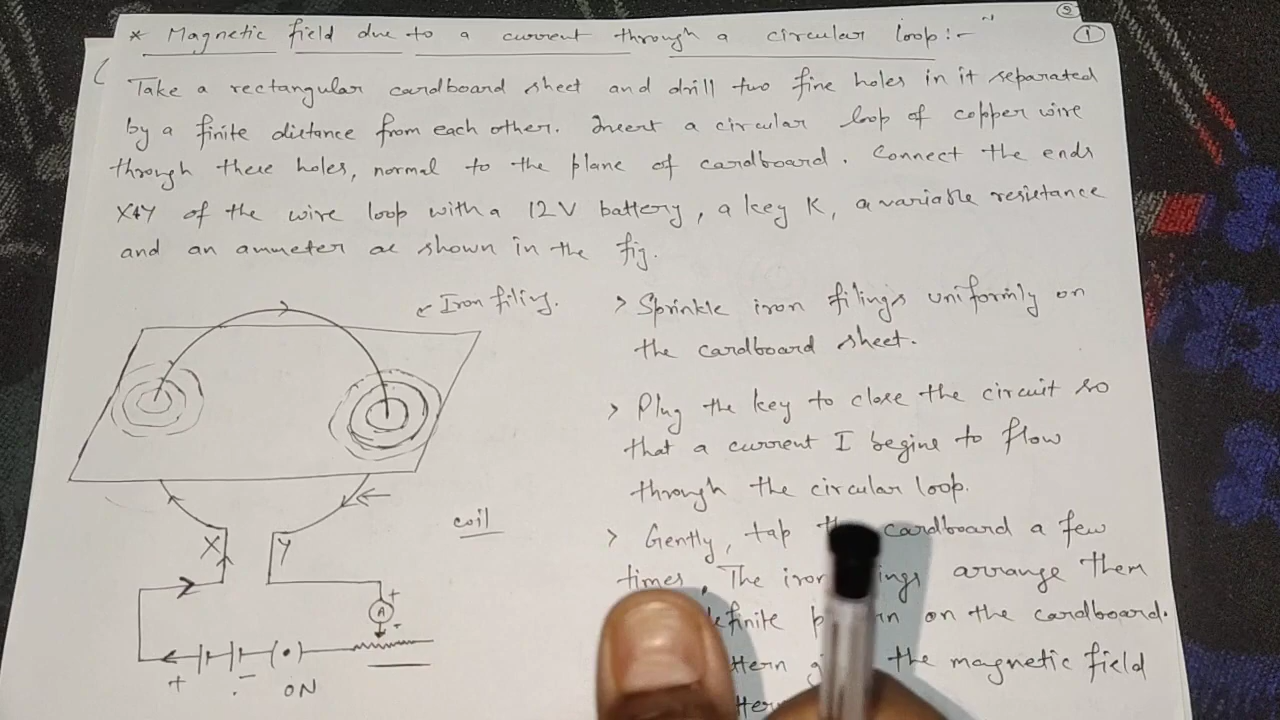 * Magnetic field due to a current through a circular loop:-
2
1
Take a rectangular cardboard sheet and drill two fine holes in it separated
by a finite distance from each other. Insert a circular loop of copper wire
through these holes, normal to the plane of cardboard. Connect the ends
X&Y of the wire loop with a 12V battery, a key K, a variable resistance
and an ammeter as shown in the fig.
Iron filing.
> Sprinkle iron filings uniformly on
the cardboard sheet.
> Plug the key to close the circuit so
that a current I begine to flow
through the circular loop.
> Gently, tap the cardboard a few
times. The iron arrange them
on the cardboard.
the magnetic field
coil
X
Y
A
+
-
+
-
ON